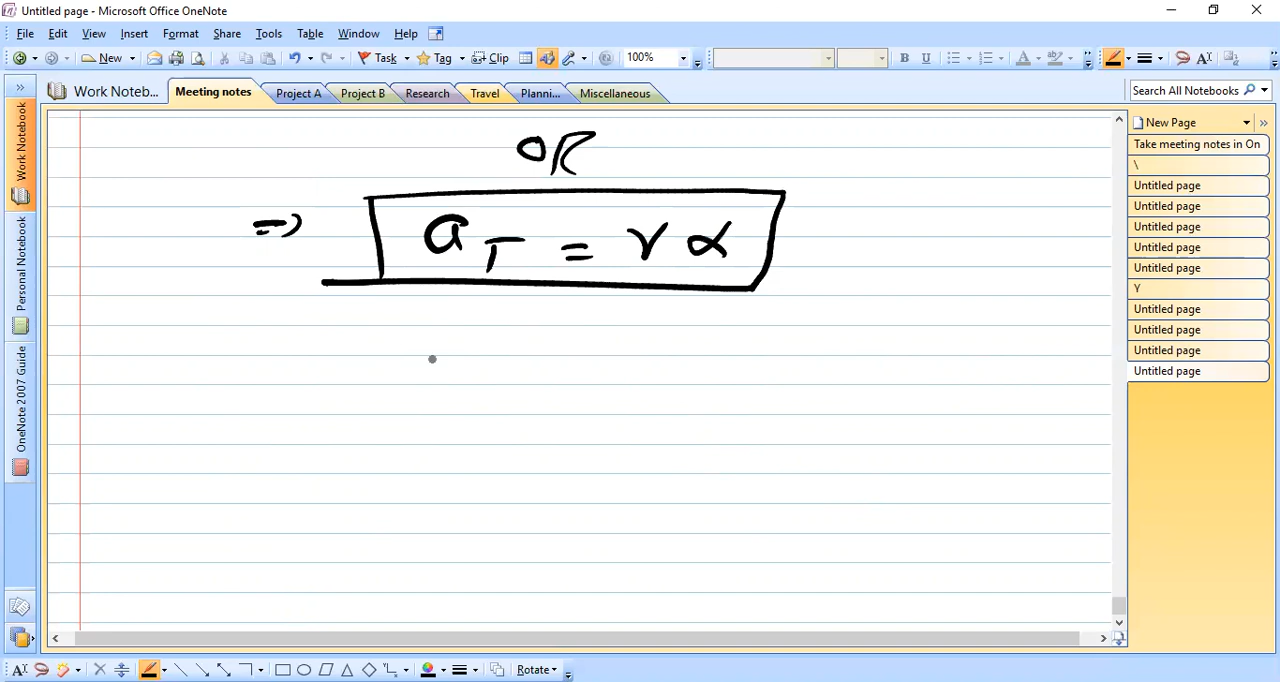 Untitled page - Microsoft Office OneNote
File Edit View Insert Format Share Tools Table Window Help
New Task Tag Clip 100% B U A ab A
Work Noteb... Meeting notes Project A Project B Research Travel Planni... Miscellaneous Search All Notebooks
Work Notebook
Personal Notebook
OneNote 2007 Guide
OR
=> a T = r α
New Page
Take meeting notes in On
\
Untitled page
Untitled page
Untitled page
Untitled page
Untitled page
Y
Untitled page
Untitled page
Untitled page
Untitled page
A Rotate